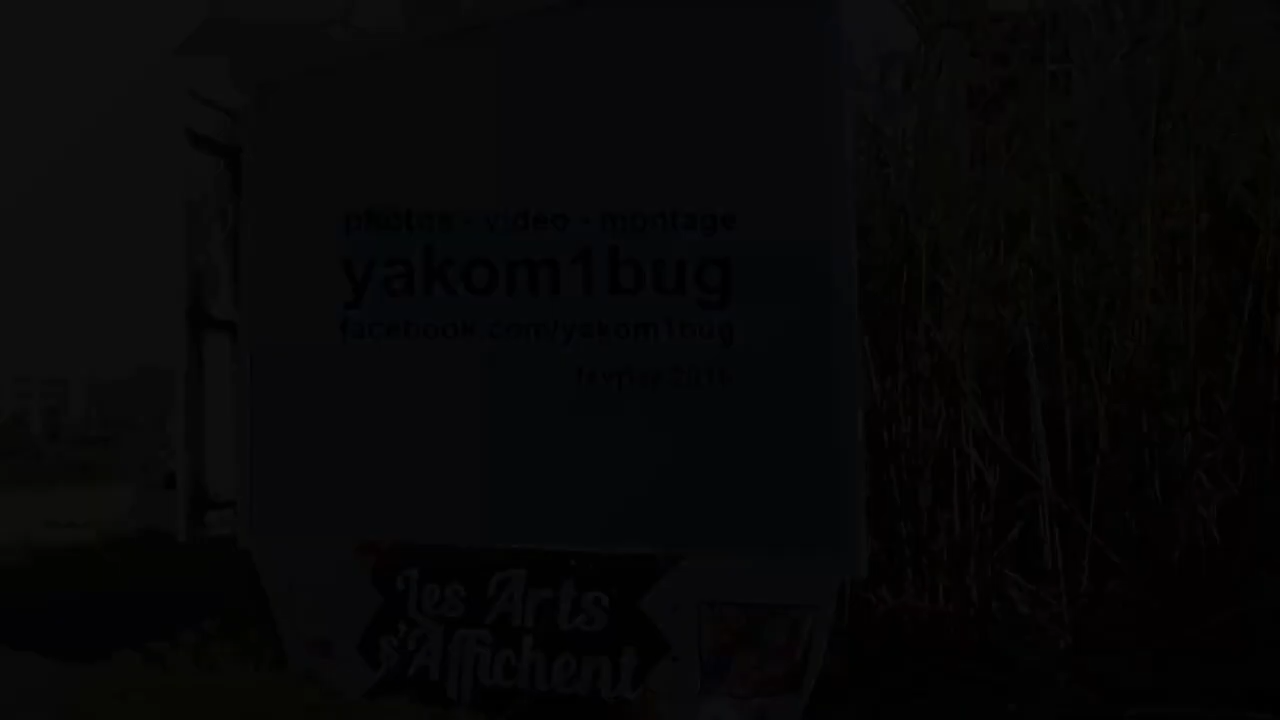 photos - video - montage
yakom1bug
facebook.com/yakom1bug
Les Arts
s'Affichent